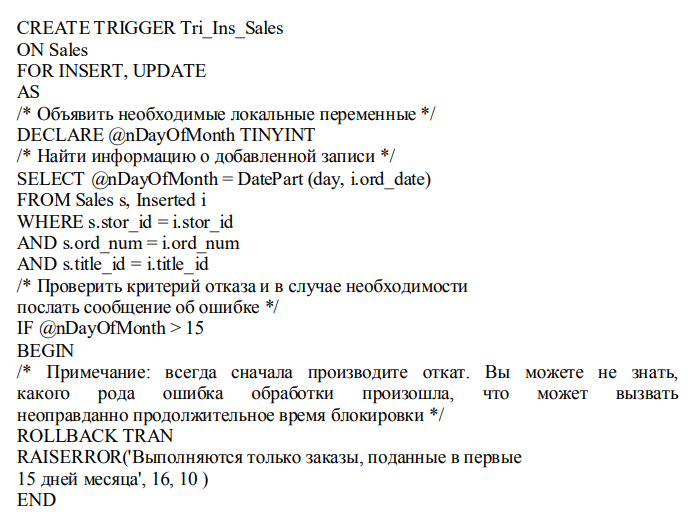 CREATE TRIGGER Tri_Ins_Sales
ON Sales
FOR INSERT, UPDATE
AS
/* Объявить необходимые локальные переменные */
DECLARE @nDayOfMonth TINYINT
/* Найти информацию о добавленной записи */
SELECT @nDayOfMonth = DatePart (day, i.ord_date)
FROM Sales s, Inserted i
WHERE s.stor_id = i.stor_id
AND s.ord_num = i.ord_num
AND s.title_id = i.title_id
/* Проверить критерий отказа и в случае необходимости
послать сообщение об ошибке */
IF @nDayOfMonth > 15
BEGIN
/* Примечание: всегда сначала производите откат. Вы можете не знать,
какого рода ошибка обработки произошла, что может вызвать
неоправданно продолжительное время блокировки */
ROLLBACK TRAN
RAISERROR('Выполняются только заказы, поданные в первые
15 дней месяца', 16, 10 )
END